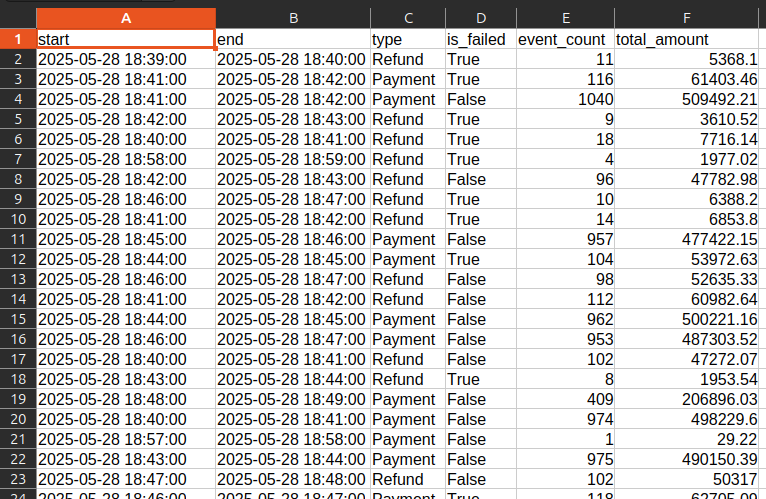 A B C D E F
1 start end type is_failed event_count total_amount
2 2025-05-28 18:39:00 2025-05-28 18:40:00 Refund True 11 5368.1
3 2025-05-28 18:41:00 2025-05-28 18:42:00 Payment True 116 61403.46
4 2025-05-28 18:41:00 2025-05-28 18:42:00 Payment False 1040 509492.21
5 2025-05-28 18:42:00 2025-05-28 18:43:00 Refund True 9 3610.52
6 2025-05-28 18:40:00 2025-05-28 18:41:00 Refund True 18 7716.14
7 2025-05-28 18:58:00 2025-05-28 18:59:00 Refund True 4 1977.02
8 2025-05-28 18:42:00 2025-05-28 18:43:00 Refund False 96 47782.98
9 2025-05-28 18:46:00 2025-05-28 18:47:00 Refund True 10 6388.2
10 2025-05-28 18:41:00 2025-05-28 18:42:00 Refund True 14 6853.8
11 2025-05-28 18:45:00 2025-05-28 18:46:00 Payment False 957 477422.15
12 2025-05-28 18:44:00 2025-05-28 18:45:00 Payment True 104 53972.63
13 2025-05-28 18:46:00 2025-05-28 18:47:00 Refund False 98 52635.33
14 2025-05-28 18:41:00 2025-05-28 18:42:00 Refund False 112 60982.64
15 2025-05-28 18:44:00 2025-05-28 18:45:00 Payment False 962 500221.16
16 2025-05-28 18:46:00 2025-05-28 18:47:00 Payment False 953 487303.52
17 2025-05-28 18:40:00 2025-05-28 18:41:00 Refund False 102 47272.07
18 2025-05-28 18:43:00 2025-05-28 18:44:00 Refund True 8 1953.54
19 2025-05-28 18:48:00 2025-05-28 18:49:00 Payment False 409 206896.03
20 2025-05-28 18:40:00 2025-05-28 18:41:00 Payment False 974 498229.6
21 2025-05-28 18:57:00 2025-05-28 18:58:00 Payment False 1 29.22
22 2025-05-28 18:43:00 2025-05-28 18:44:00 Payment False 975 490150.39
23 2025-05-28 18:47:00 2025-05-28 18:48:00 Refund False 102 50317
24 2025-05-28 18:46:00 2025-05-28 18:47:00 Payment True 118